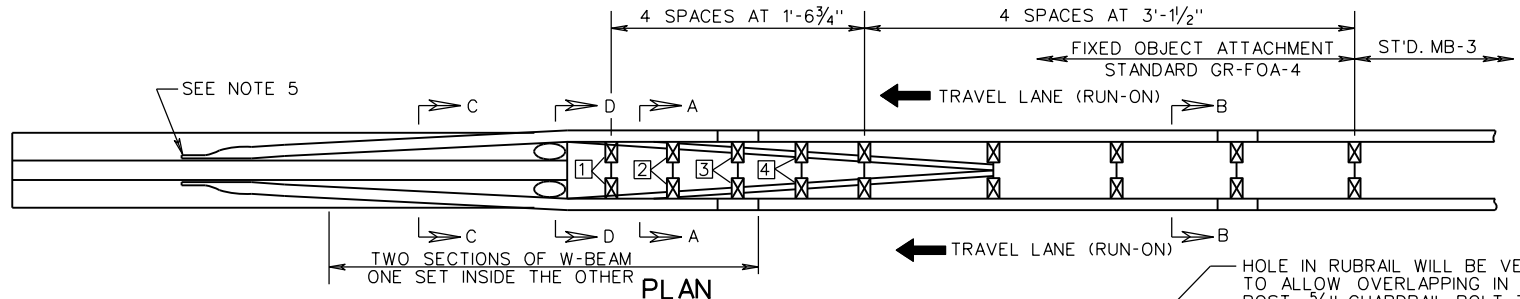 4 SPACES AT 1'-6¾"
4 SPACES AT 3'-1½"
FIXED OBJECT ATTACHMENT
STANDARD GR-FOA-4
ST'D. MB-3
SEE NOTE 5
C
D
A
TRAVEL LANE (RUN-ON)
B
1
2
3
4
C
D
A
B
TRAVEL LANE (RUN-ON)
TWO SECTIONS OF W-BEAM
ONE SET INSIDE THE OTHER
PLAN
HOLE IN RUBRAIL WILL BE
TO ALLOW OVERLAPPING IN